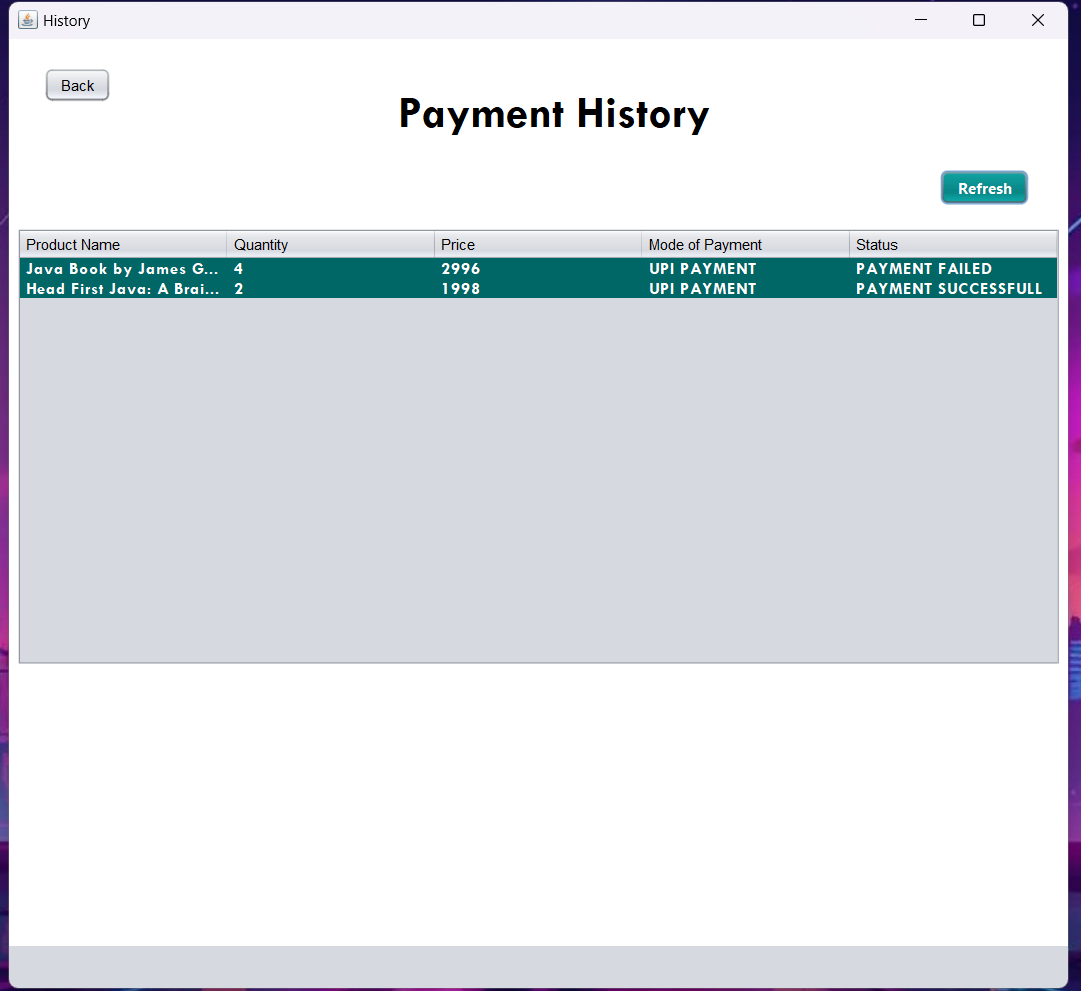 History
Back
Payment History
Refresh
Product Name Quantity Price Mode of Payment Status
Java Book by James G... 4 2996 UPI PAYMENT PAYMENT FAILED
Head First Java: A Brai... 2 1998 UPI PAYMENT PAYMENT SUCCESSFULL